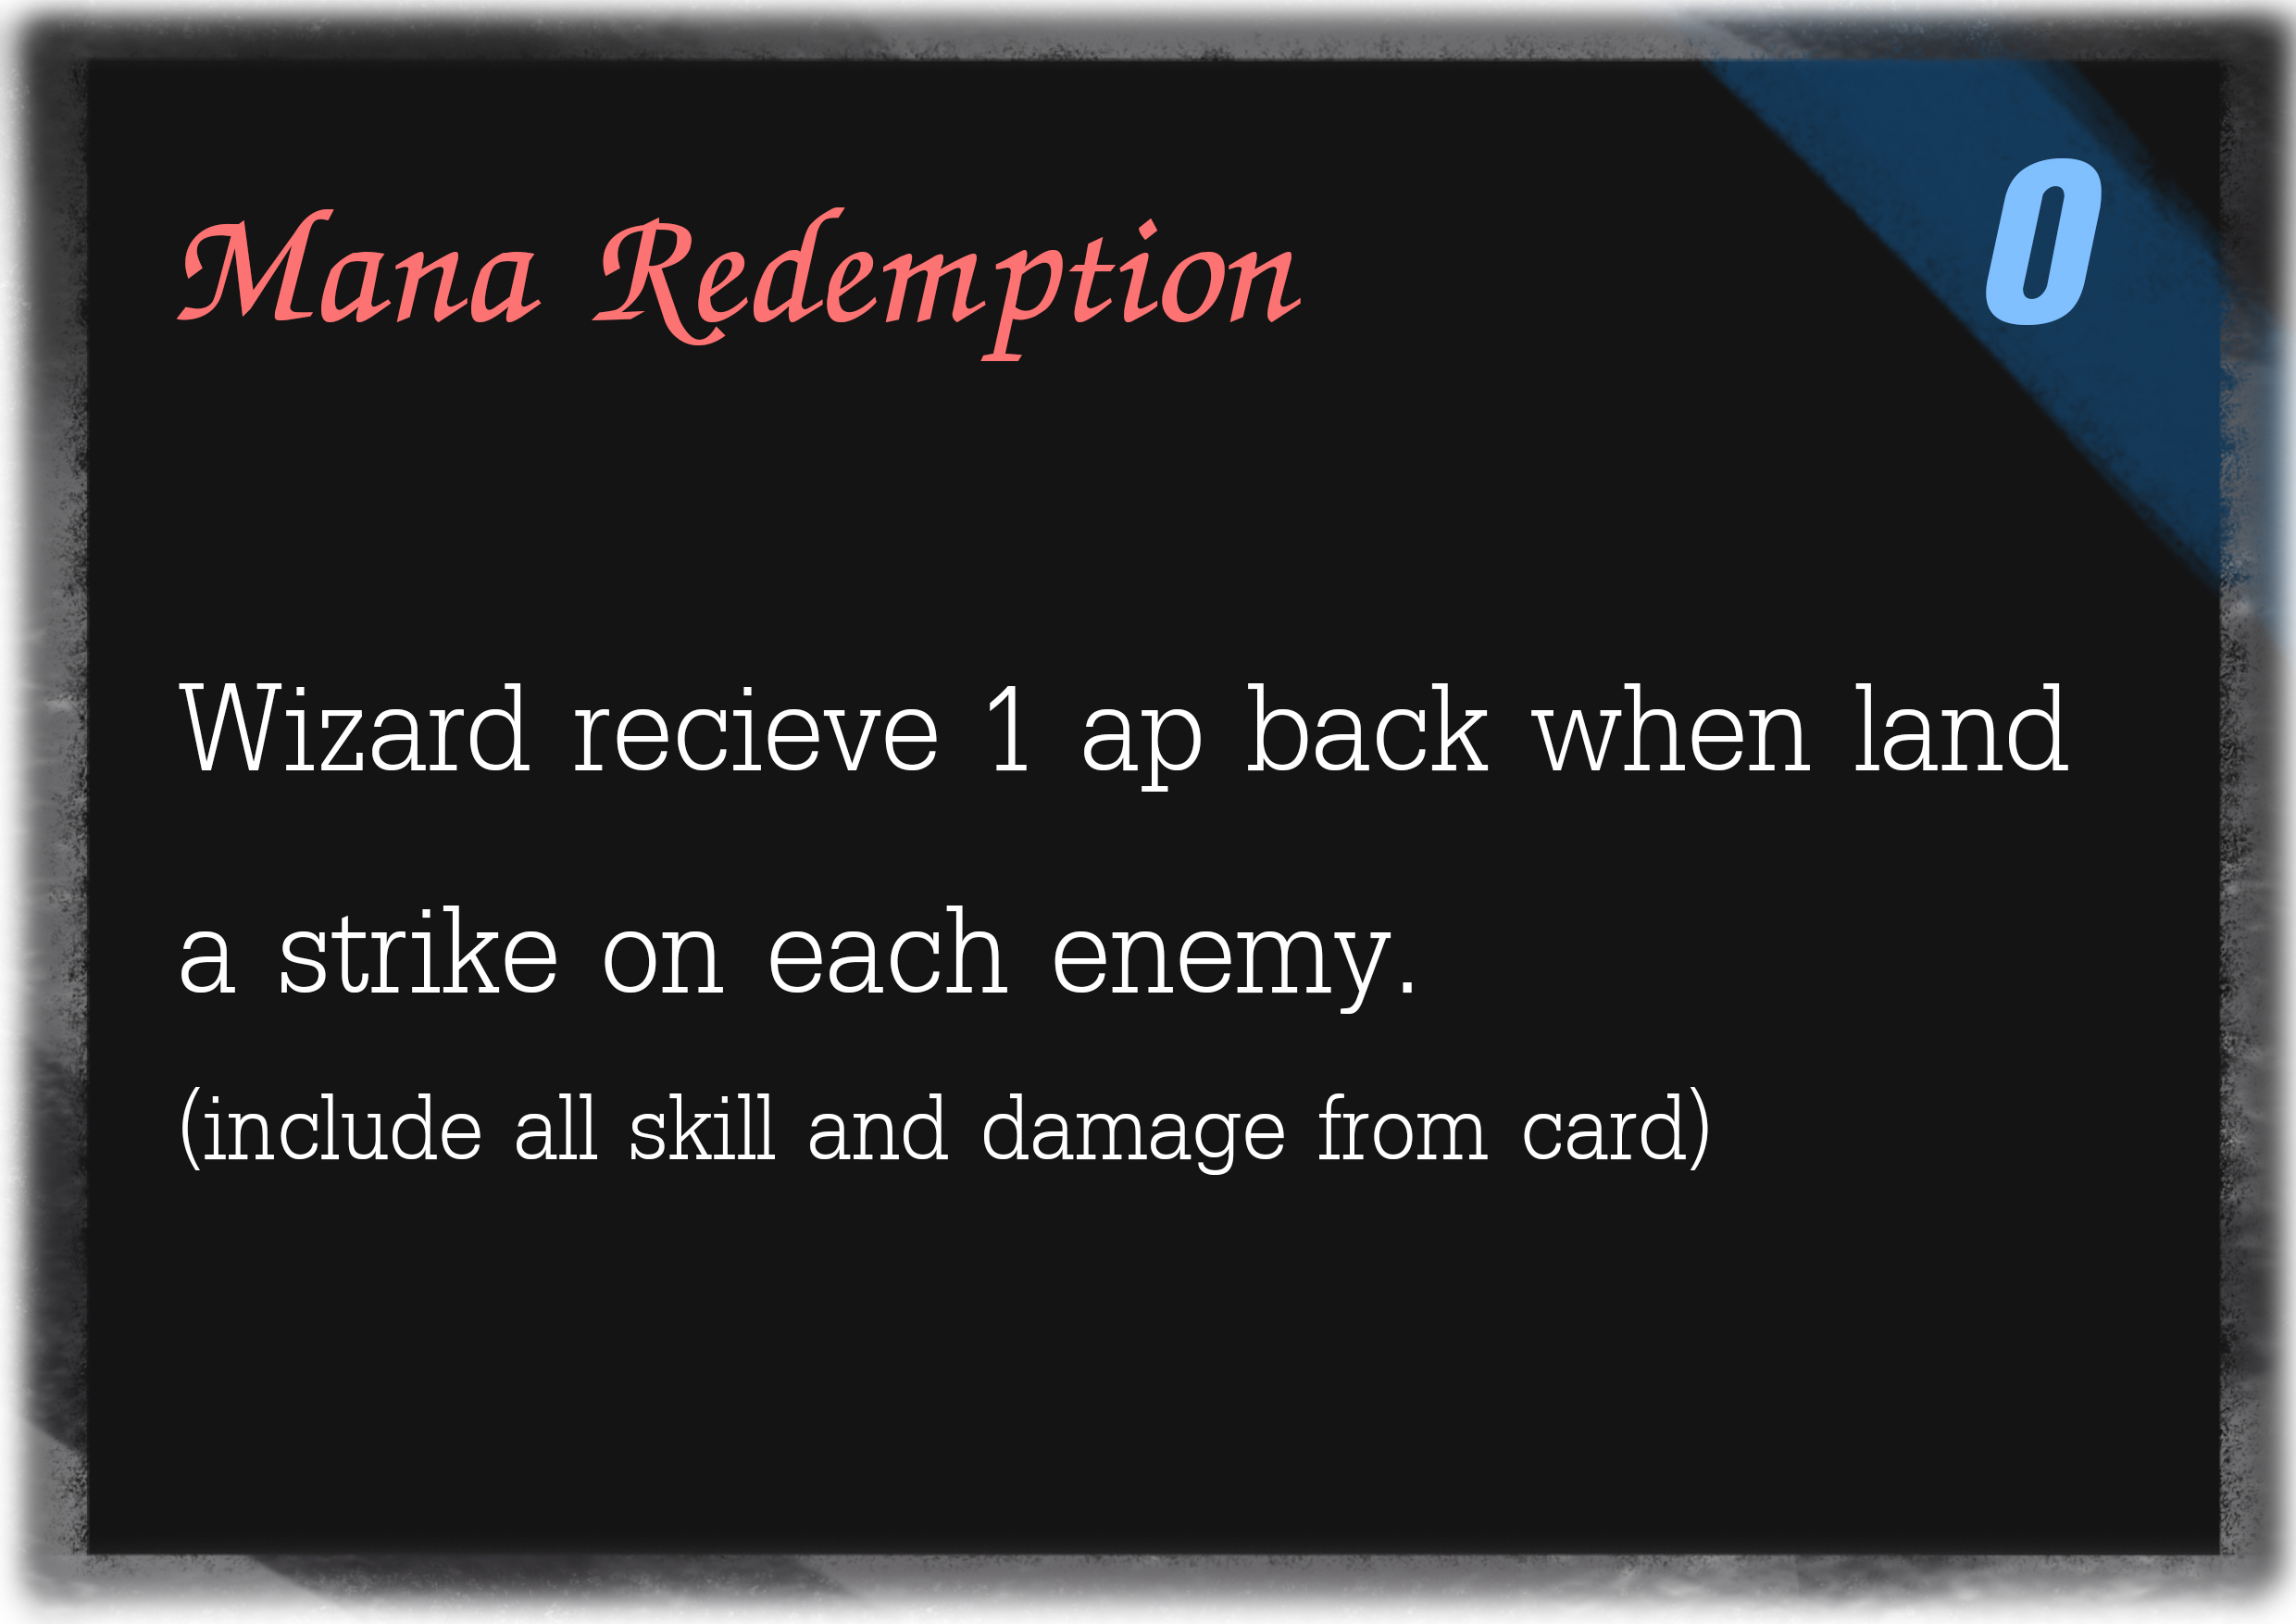 Mana Redemption
0
Wizard recieve 1 ap back when land
a strike on each enemy.
(include all skill and damage from card)